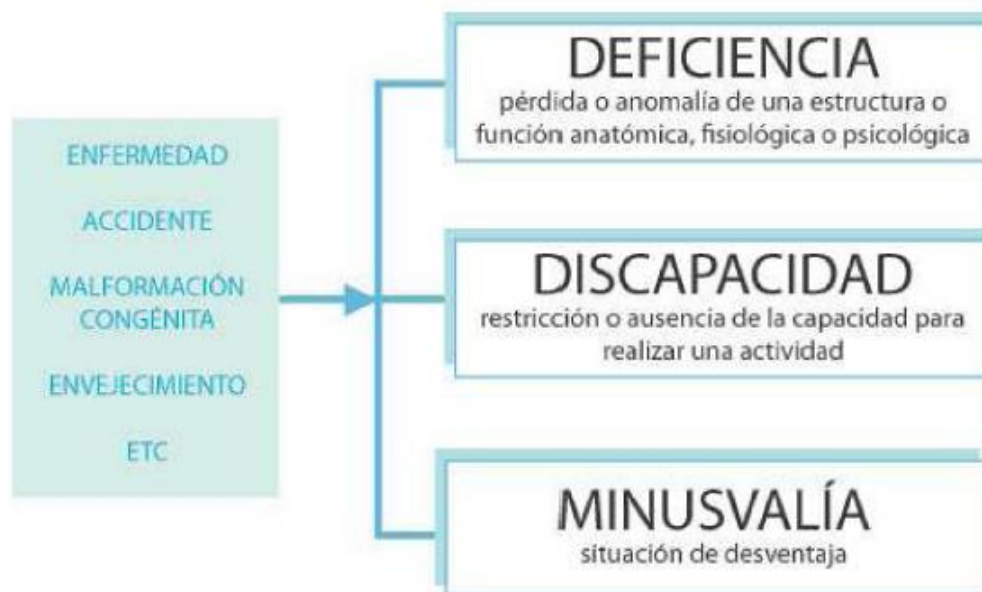 ENFERMEDAD
ACCIDENTE
MALFORMACIÓN
CONGÉNITA
ENVEJECIMIENTO
ETC
DEFICIENCIA
pérdida o anomalía de una estructura o
función anatómica, fisiológica o psicológica
DISCAPACIDAD
restricción o ausencia de la capacidad para
realizar una actividad
MINUSVALÍA
situación de desventaja